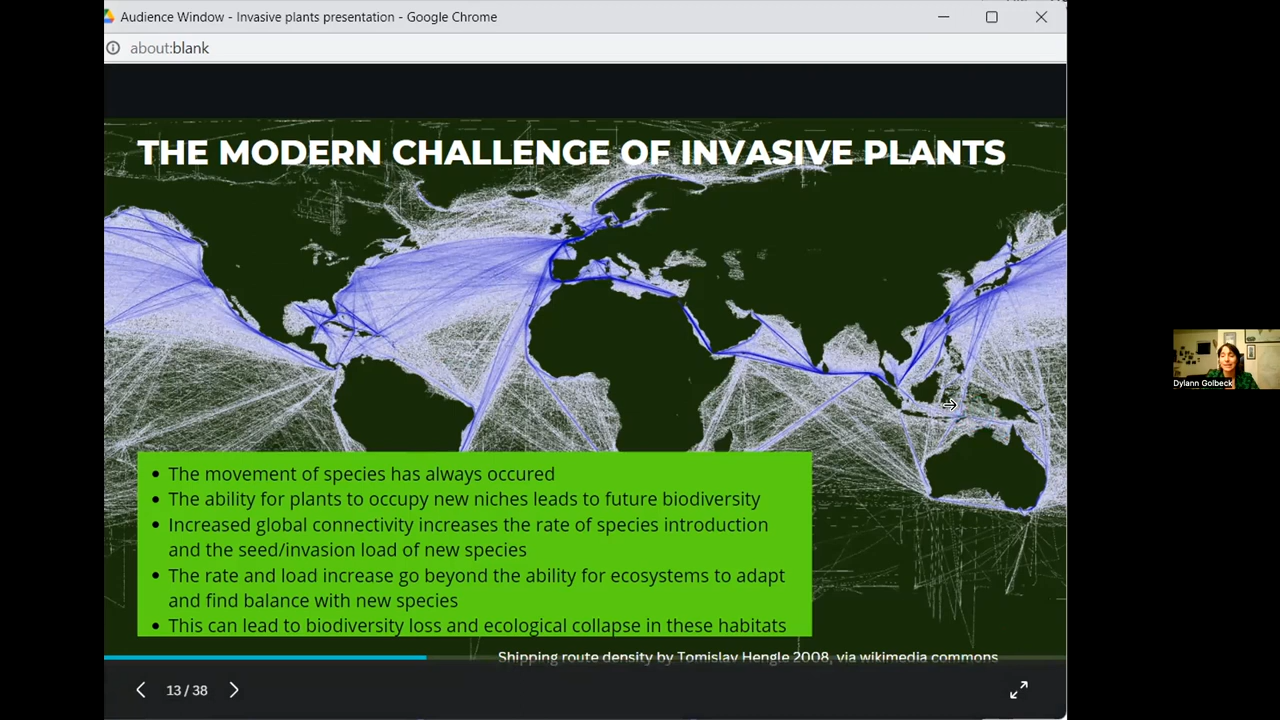 Audience Window - Invasive plants presentation - Google Chrome
about:blank
THE MODERN CHALLENGE OF INVASIVE PLANTS
• The movement of species has always occured
• The ability for plants to occupy new niches leads to future biodiversity
• Increased global connectivity increases the rate of species introduction
and the seed/invasion load of new species
• The rate and load increase go beyond the ability for ecosystems to adapt
and find balance with new species
• This can lead to biodiversity loss and ecological collapse in these habitats
Shipping route density by Tomislav Hengle 2008, via wikimedia commons
13 / 38
Dylann Golbeck